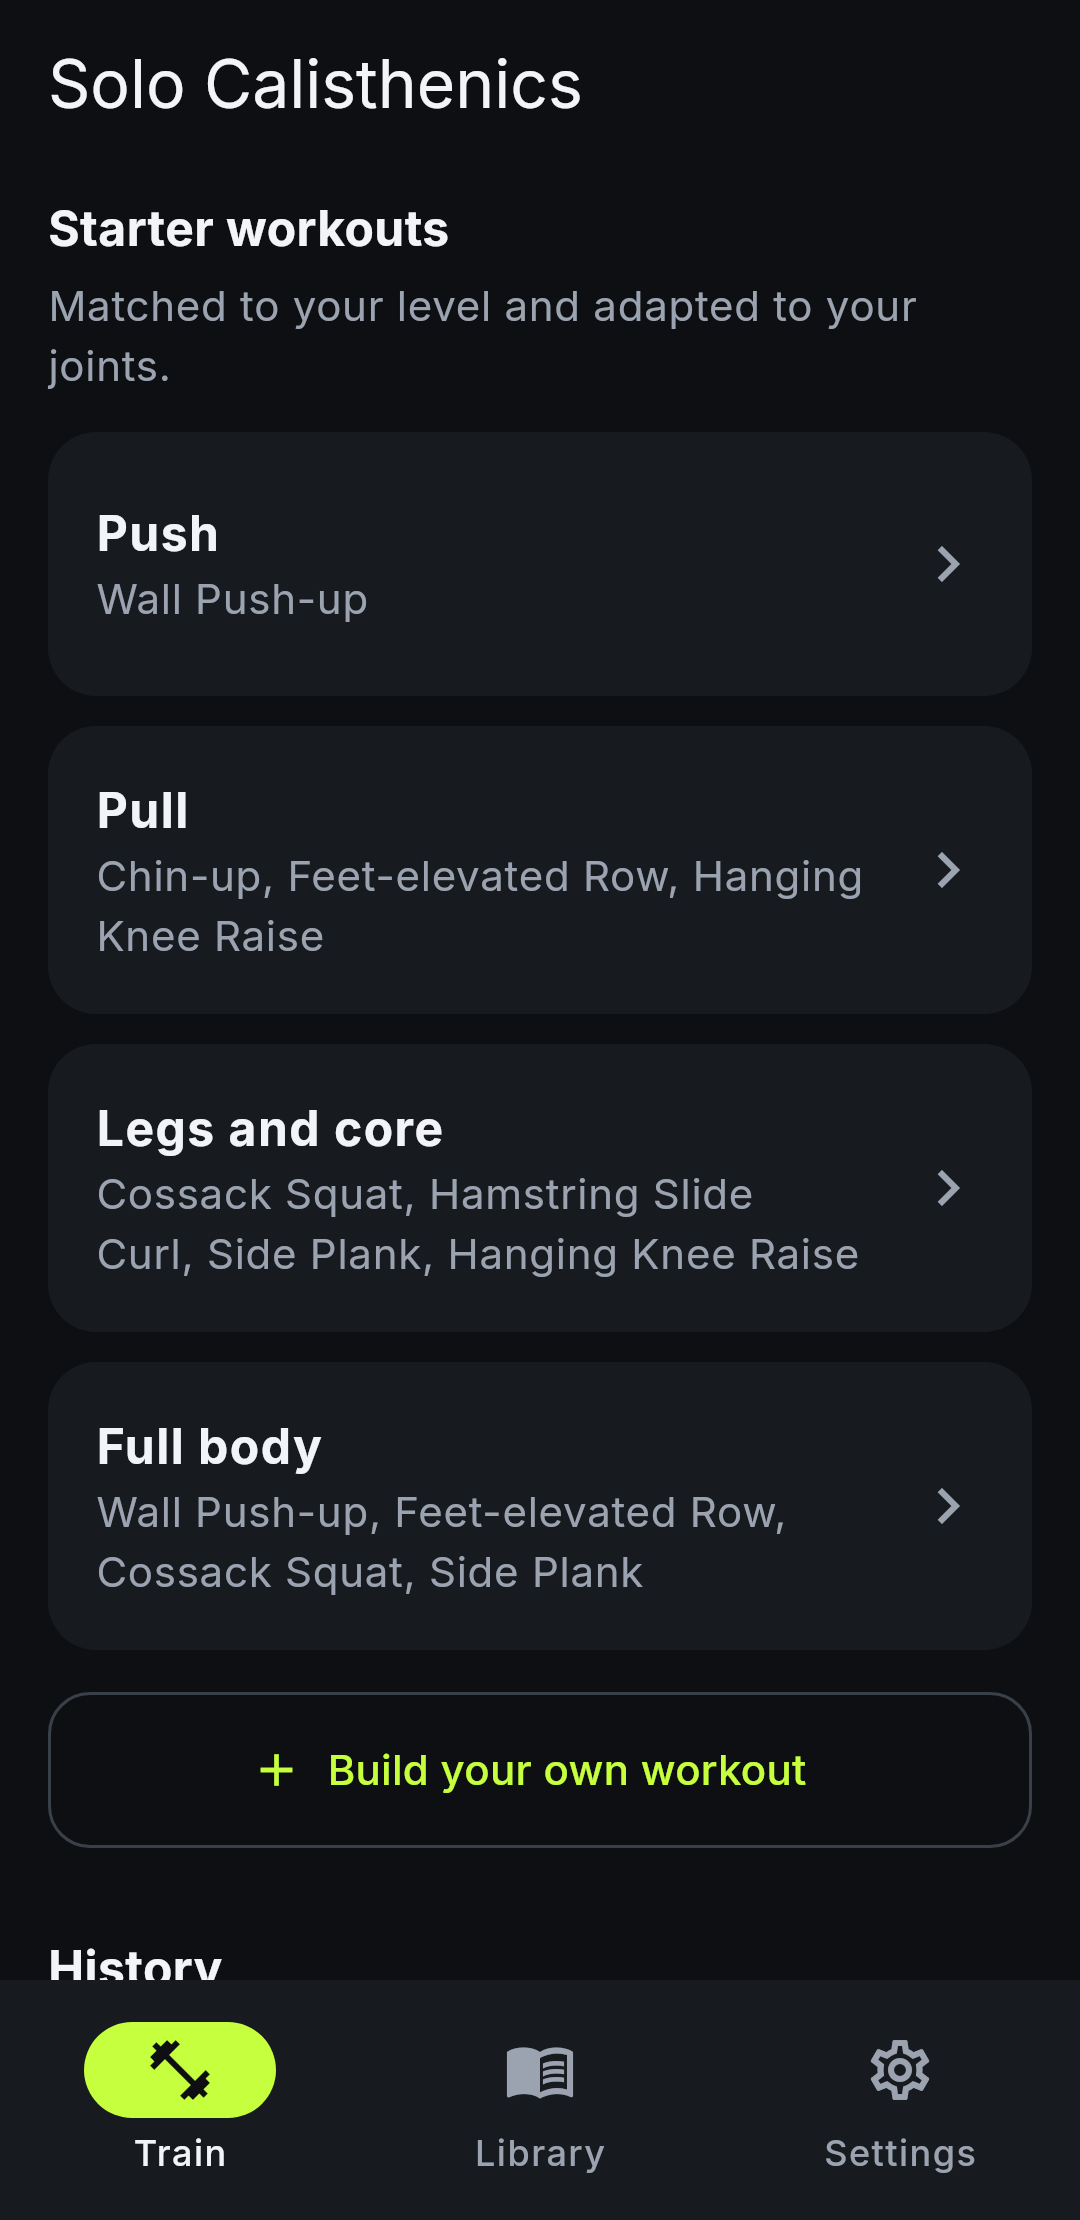 Solo Calisthenics
Starter workouts
Matched to your level and adapted to your
joints.
Push
Wall Push-up
Pull
Chin-up, Feet-elevated Row, Hanging
Knee Raise
Legs and core
Cossack Squat, Hamstring Slide
Curl, Side Plank, Hanging Knee Raise
Full body
Wall Push-up, Feet-elevated Row,
Cossack Squat, Side Plank
Build your own workout
History
Train
Library
Settings